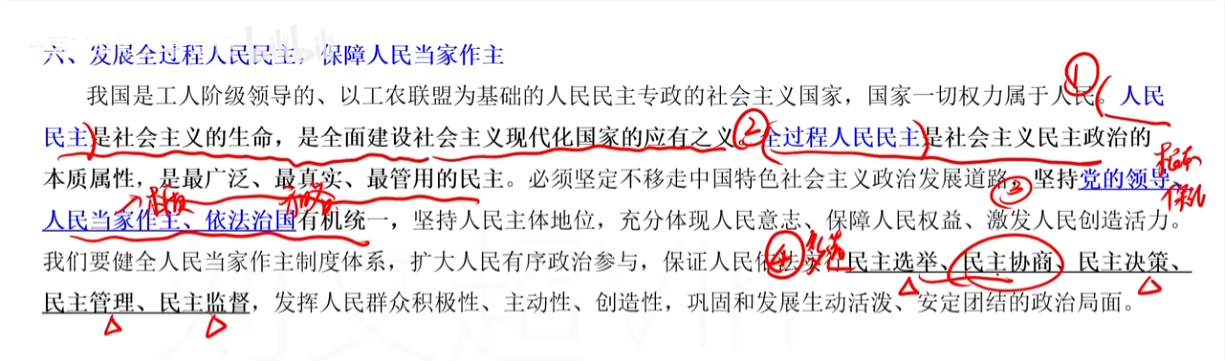 六、发展全过程人民民主，保障人民当家作主
我国是工人阶级领导的、以工农联盟为基础的人民民主专政的社会主义国家，国家一切权力属于人民。人民
民主是社会主义的生命，是全面建设社会主义现代化国家的应有之义。全过程人民民主是社会主义民主政治的
本质属性，是最广泛、最真实、最管用的民主。必须坚定不移走中国特色社会主义政治发展道路，坚持党的领导、
人民当家作主、依法治国有机统一，坚持人民主体地位，充分体现人民意志、保障人民权益、激发人民创造活力。
我们要健全人民当家作主制度体系，扩大人民有序政治参与，保证人民依法实行民主选举、民主协商、民主决策、
民主管理、民主监督，发挥人民群众积极性、主动性、创造性，巩固和发展生动活泼、安定团结的政治局面。
①
②
③
④
根本
保证